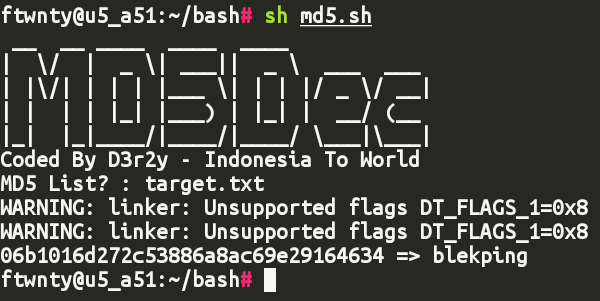 ftwnty@u5_a51:~/bash# sh md5.sh
MD5Dec
Coded By D3r2y - Indonesia To World
MD5 List? : target.txt
WARNING: linker: Unsupported flags DT_FLAGS_1=0x8
WARNING: linker: Unsupported flags DT_FLAGS_1=0x8
06b1016d272c53886a8ac69e29164634 => blekping
ftwnty@u5_a51:~/bash#